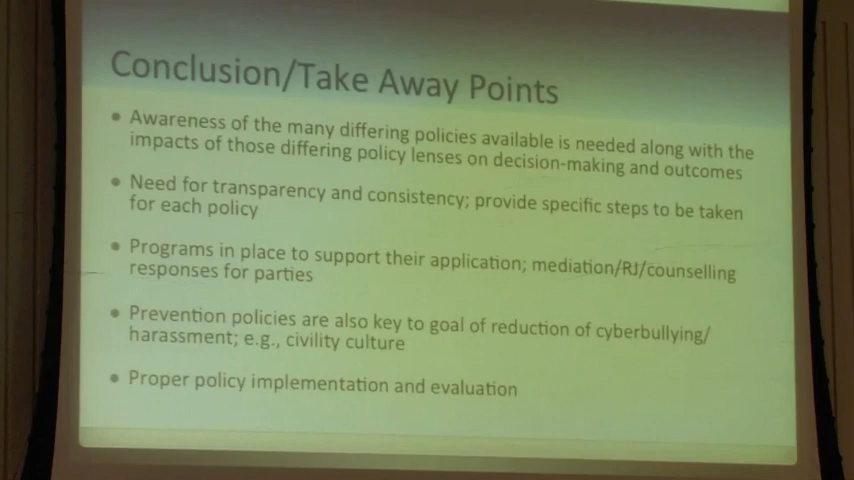 Conclusion/Take Away Points
• Awareness of the many differing policies available is needed along with the
impacts of those differing policy lenses on decision-making and outcomes
• Need for transparency and consistency; provide specific steps to be taken
for each policy
• Programs in place to support their application; mediation/RJ/counselling
responses for parties
• Prevention policies are also key to goal of reduction of cyberbullying/
harassment; e.g., civility culture
• Proper policy implementation and evaluation